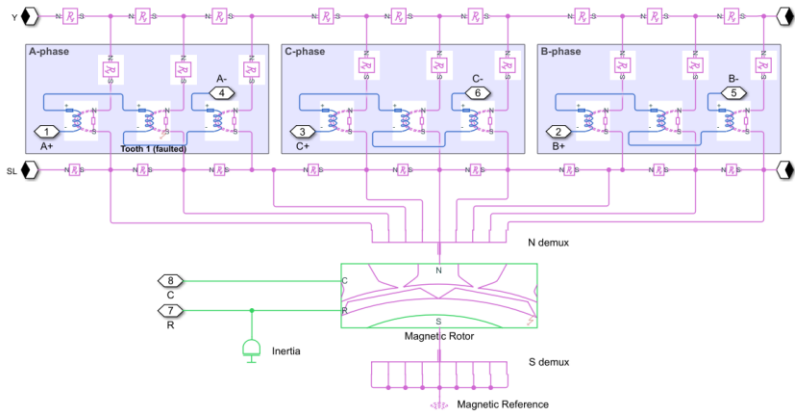 Y N S N S N S N S N S N S N S N S N S
A-phase C-phase B-phase
N S N S N S N S N S N S N S N S N S
A- C- B-
4 6 5
+ - N S + - N S + - N S + - N S + - N S + - N S + - N S + - N S + - N S
1 3 2
A+ C+ B+
Tooth 1 (faulted)
SL N S N S N S N S N S N S N S N S N S
N demux
N
8 C
C
7 R
R
S
Magnetic Rotor
Inertia
S demux
Magnetic Reference